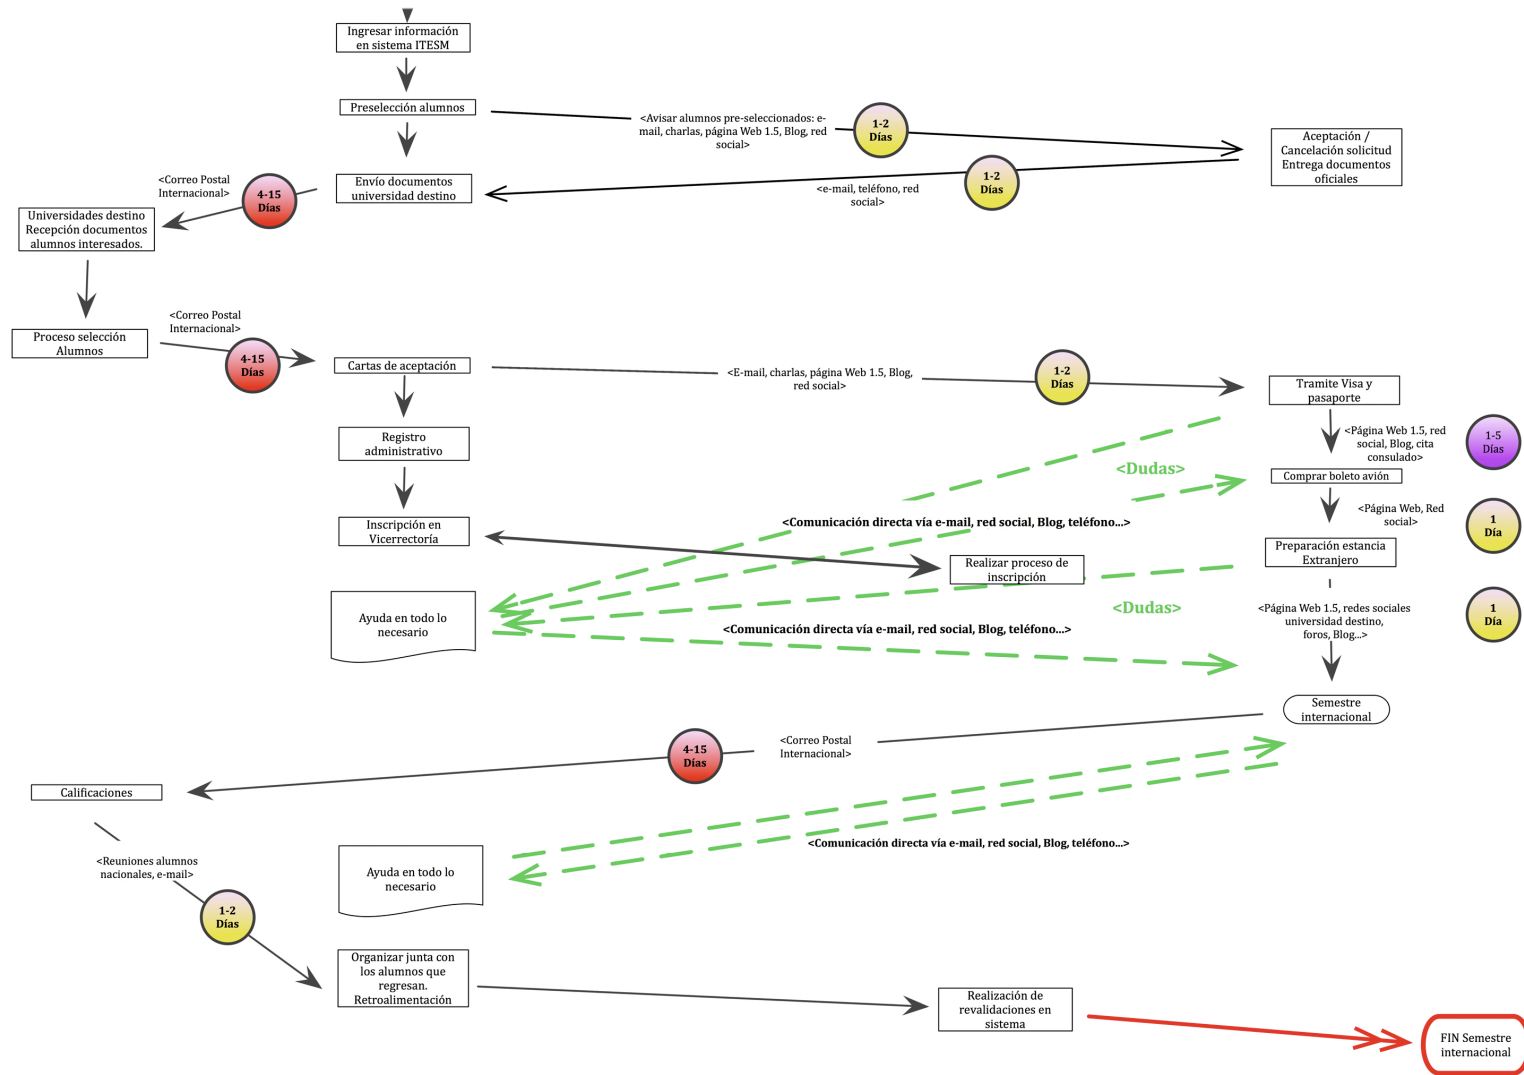 Ingresar información
en sistema ITESM
Preselección alumnos
<Avisar alumnos pre-seleccionados: e-
mail, charlas, página Web 1.5, Blog, red
social>
1-2
Días
Aceptación /
Cancelación solicitud
Entrega documentos
oficiales
Envío documentos
universidad destino
<e-mail, teléfono, red
social>
1-2
Días
<Correo Postal
Internacional>
4-15
Días
Universidades destino
Recepción documentos
alumnos interesados.
Proceso selección
Alumnos
<Correo Postal
Internacional>
4-15
Días
Cartas de aceptación
<E-mail, charlas, página Web 1.5, Blog,
red social>
1-2
Días
Tramite Visa y
pasaporte
Registro
administrativo
<Página Web 1.5, red
social, Blog, cita
consulado>
1-5
Días
<Dudas>
Comprar boleto avión
Inscripción en
Vicerrectoría
<Comunicación directa vía e-mail, red social, Blog, teléfono...>
<Página Web, Red
social>
1
Día
Realizar proceso de
inscripción
Preparación estancia
Extranjero
Ayuda en todo lo
necesario
<Dudas>
<Comunicación directa vía e-mail, red social, Blog, teléfono...>
<Página Web 1.5, redes sociales
universidad destino,
foros, Blog...>
1
Día
Semestre
internacional
<Correo Postal
Internacional>
4-15
Días
Calificaciones
<Comunicación directa vía e-mail, red social, Blog, teléfono...>
<Reuniones alumnos
nacionales, e-mail>
Ayuda en todo lo
necesario
1-2
Días
Organizar junta con
los alumnos que
regresan.
Retroalimentación
Realización de
revalidaciones en
sistema
FIN Semestre
internacional